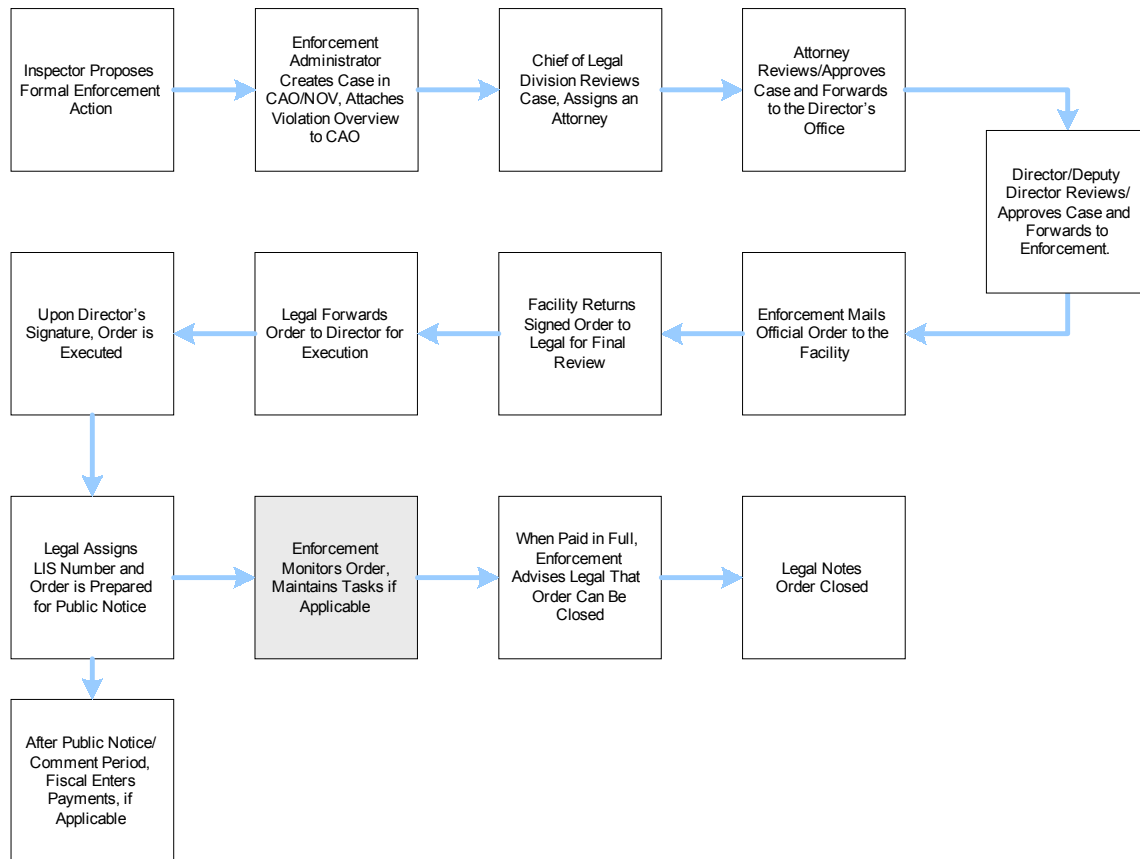 Inspector Proposes
Formal Enforcement
Action
Enforcement
Administrator
Creates Case in
CAO/NOV, Attaches
Violation Overview
to CAO
Chief of Legal
Division Reviews
Case, Assigns an
Attorney
Attorney
Reviews/Approves
Case and Forwards
to the Director's
Office
Director/Deputy
Director Reviews/
Approves Case and
Forwards to
Enforcement.
Enforcement Mails
Official Order to the
Facility
Facility Returns
Signed Order to
Legal for Final
Review
Legal Forwards
Order to Director for
Execution
Upon Director's
Signature, Order is
Executed
Legal Assigns
LIS Number and
Order is Prepared
for Public Notice
Enforcement
Monitors Order,
Maintains Tasks if
Applicable
When Paid in Full,
Enforcement
Advises Legal That
Order Can Be
Closed
Legal Notes
Order Closed
After Public Notice/
Comment Period,
Fiscal Enters
Payments, if
Applicable